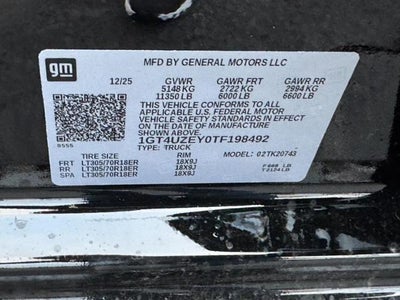 gm
MFD BY GENERAL MOTORS LLC
12/25 GVWR GAWR FRT GAWR RR
5148 KG 2722 KG 2994 KG
11350 LB 6000 LB 6600 LB
THIS VEHICLE CONFORMS TO ALL APPLICABLE
U.S. FEDERAL MOTOR VEHICLE
SAFETY STANDARDS IN EFFECT ON THE DATE OF
MANUFACTURE SHOWN ABOVE.
1GT4UZEY0TF198492
TYPE: TRUCK MODEL: 02TK20743
TIRE SIZE RIM
FRT LT305/70R18ER 18X9J
RR LT305/70R18ER 18X9J
SPA LT305/70R18ER 18X9J
T2124 LB